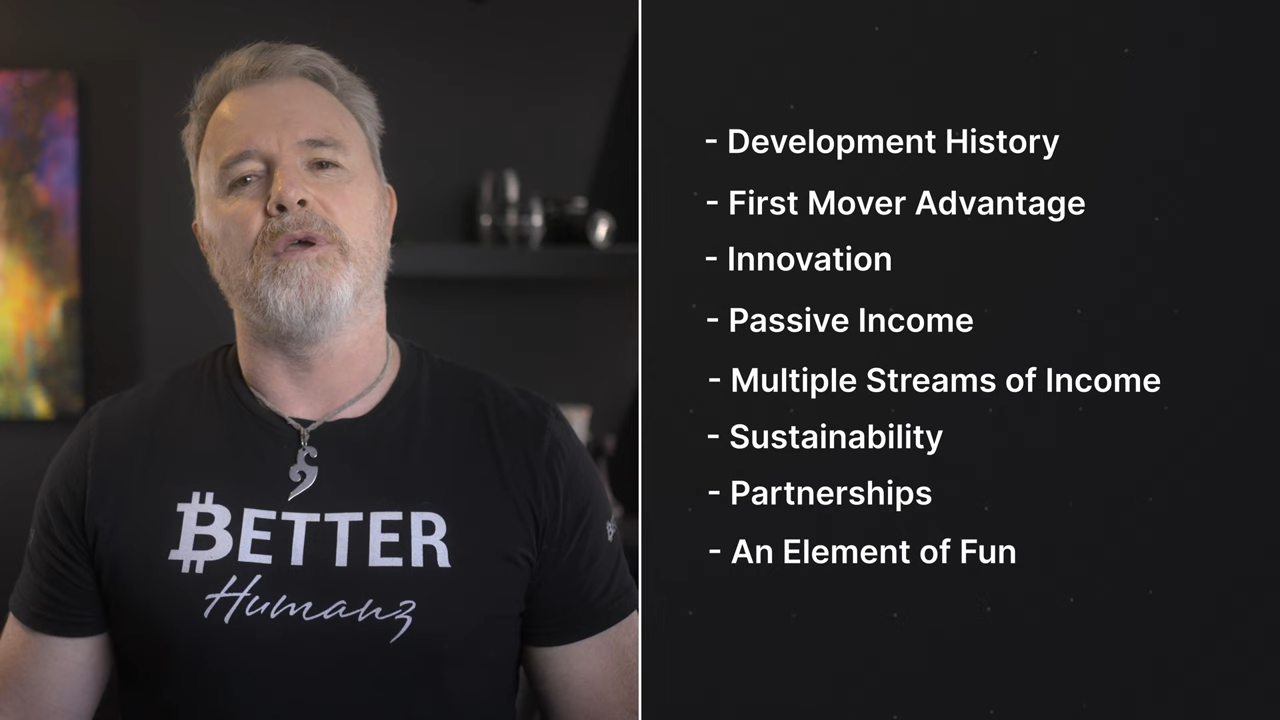 ₿ETTER
Humanz
- Development History
- First Mover Advantage
- Innovation
- Passive Income
- Multiple Streams of Income
- Sustainability
- Partnerships
- An Element of Fun